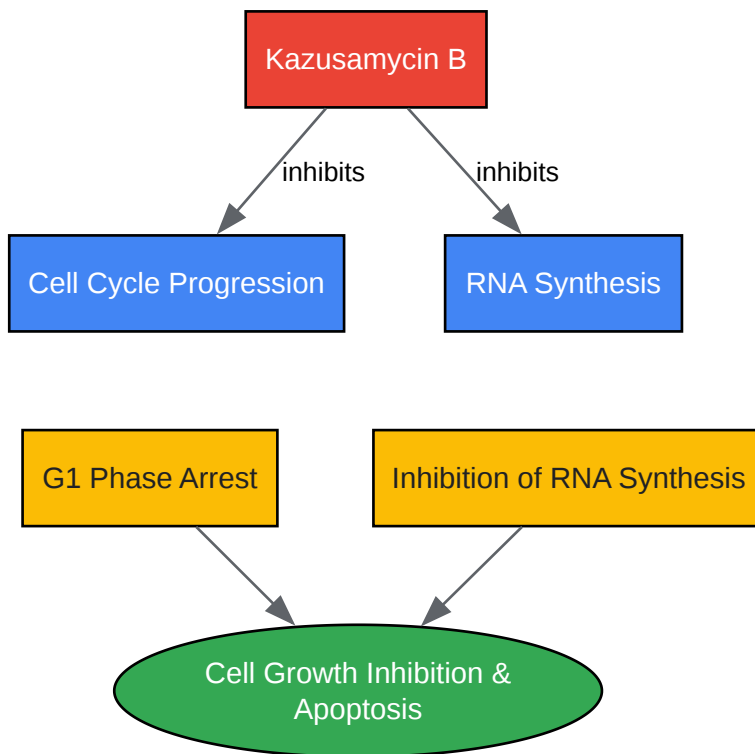 Kazusamycin B
inhibits
inhibits
Cell Cycle Progression
RNA Synthesis
G1 Phase Arrest
Inhibition of RNA Synthesis
Cell Growth Inhibition &
Apoptosis